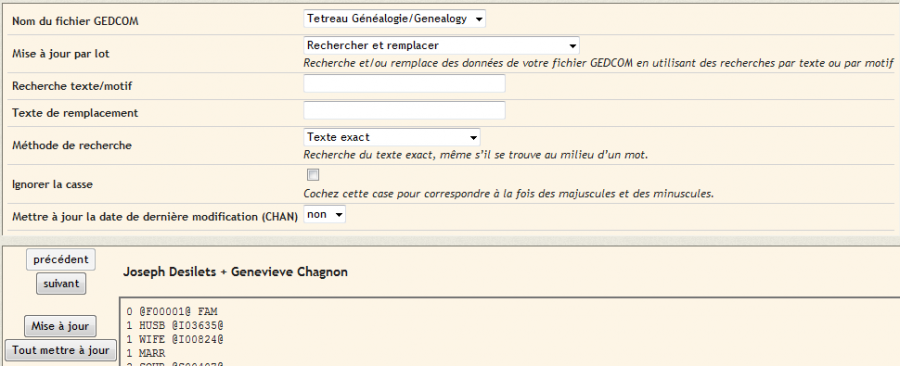 Nom du fichier GEDCOM
Tetreau Généalogie/Genealogy
Mise à jour par lot
Rechercher et remplacer
Recherche et/ou remplace des données de votre fichier GEDCOM en utilisant des recherches par texte ou par motif
Recherche texte/motif
Texte de remplacement
Méthode de recherche
Texte exact
Recherche du texte exact, même s'il se trouve au milieu d'un mot.
Ignorer la casse
Cochez cette case pour correspondre à la fois des majuscules et des minuscules.
Mettre à jour la date de dernière modification (CHAN)
non
précédent
suivant
Joseph Desilets + Genevieve Chagnon
Mise à jour
Tout mettre à jour
0 @F00001@ FAM
1 HUSB @I03635@
1 WIFE @I00824@
1 MARR